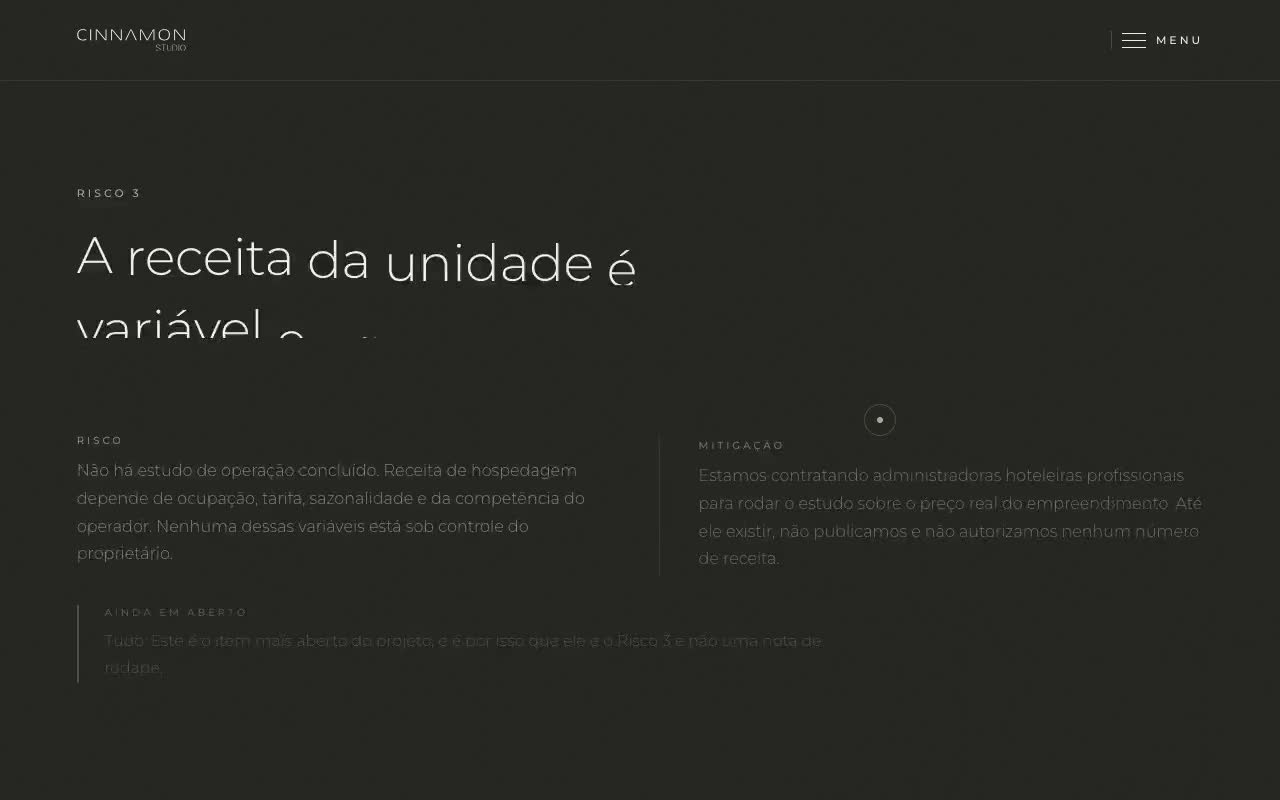 CINNAMON
STUDIO
MENU
RISCO 3
A receita da unidade é
variável
RISCO
Não há estudo de operação concluído. Receita de hospedagem
depende de ocupação, tarifa, sazonalidade e da competência do
operador. Nenhuma dessas variáveis está sob controle do
proprietário.
MITIGAÇÃO
Estamos contratando administradoras hoteleiras profissionais
para rodar o estudo sobre o preço real do empreendimento. Até
ele existir, não publicamos e não autorizamos nenhum número
de receita.
AINDA EM ABERTO
Tudo. Este é o item mais aberto do projeto, e é por isso que ele é o Risco 3 e não uma nota de
rodapé.